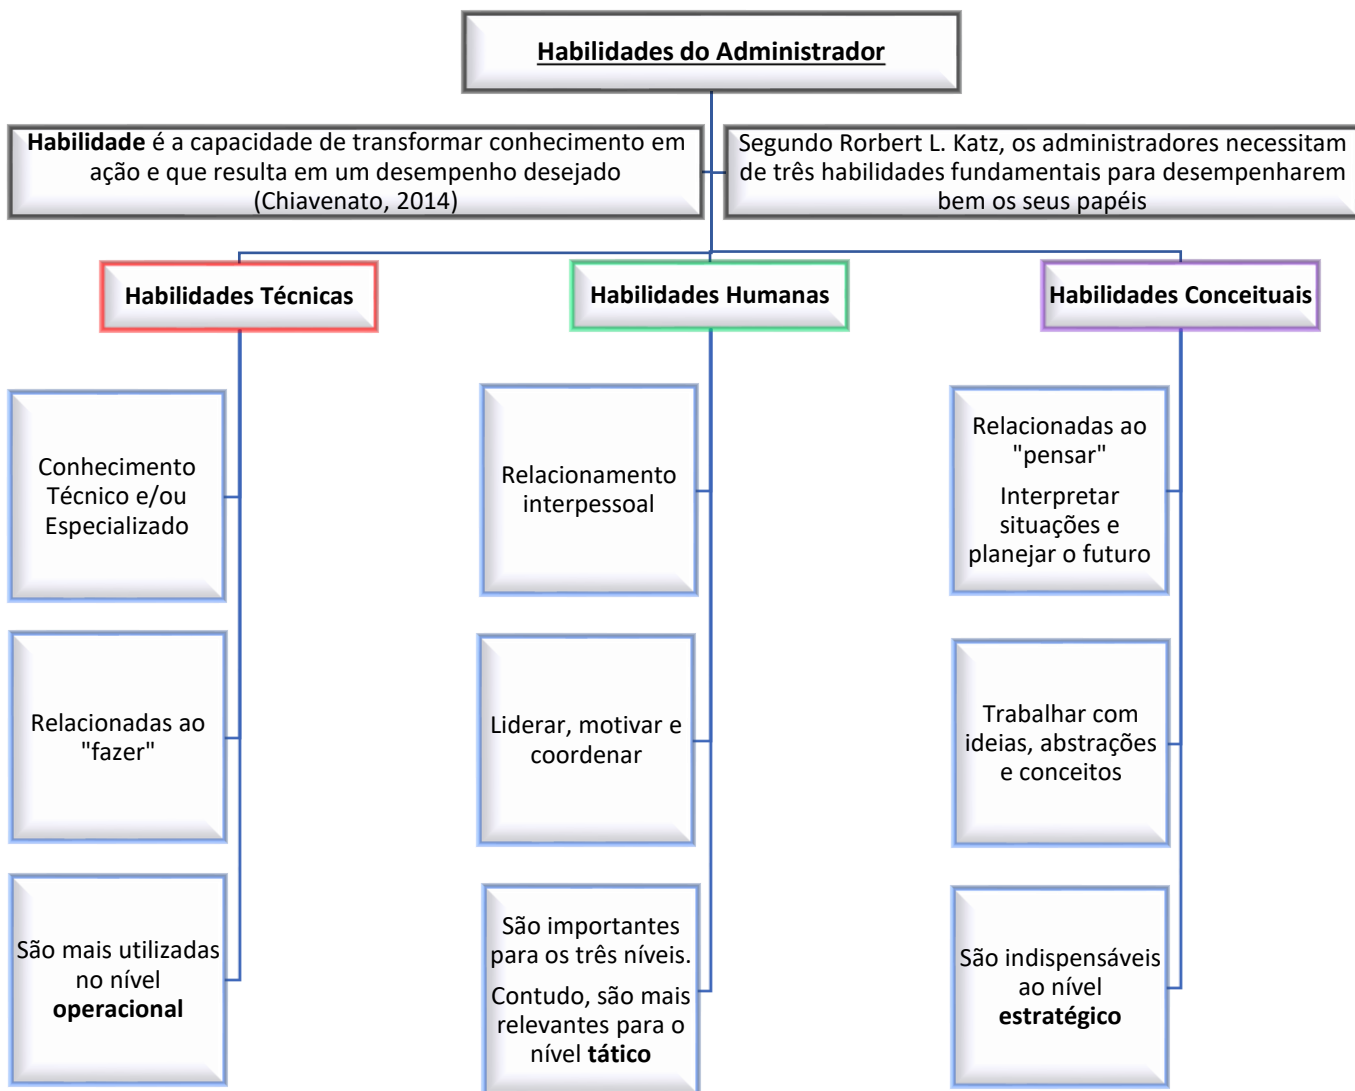 Habilidades do Administrador
Habilidade é a capacidade de transformar conhecimento em
ação e que resulta em um desempenho desejado
(Chiavenato, 2014)
Segundo Rorbert L. Katz, os administradores necessitam
de três habilidades fundamentais para desempenharem
bem os seus papéis
Habilidades Técnicas
Conhecimento
Técnico e/ou
Especializado
Relacionadas ao
"fazer"
São mais utilizadas
no nível
operacional
Habilidades Humanas
Relacionamento
interpessoal
Liderar, motivar e
coordenar
São importantes
para os três níveis.
Contudo, são mais
relevantes para o
nível tático
Habilidades Conceituais
Relacionadas ao
"pensar"
Interpretar
situações e
planejar o futuro
Trabalhar com
ideias, abstrações
e conceitos
São indispensáveis
ao nível
estratégico